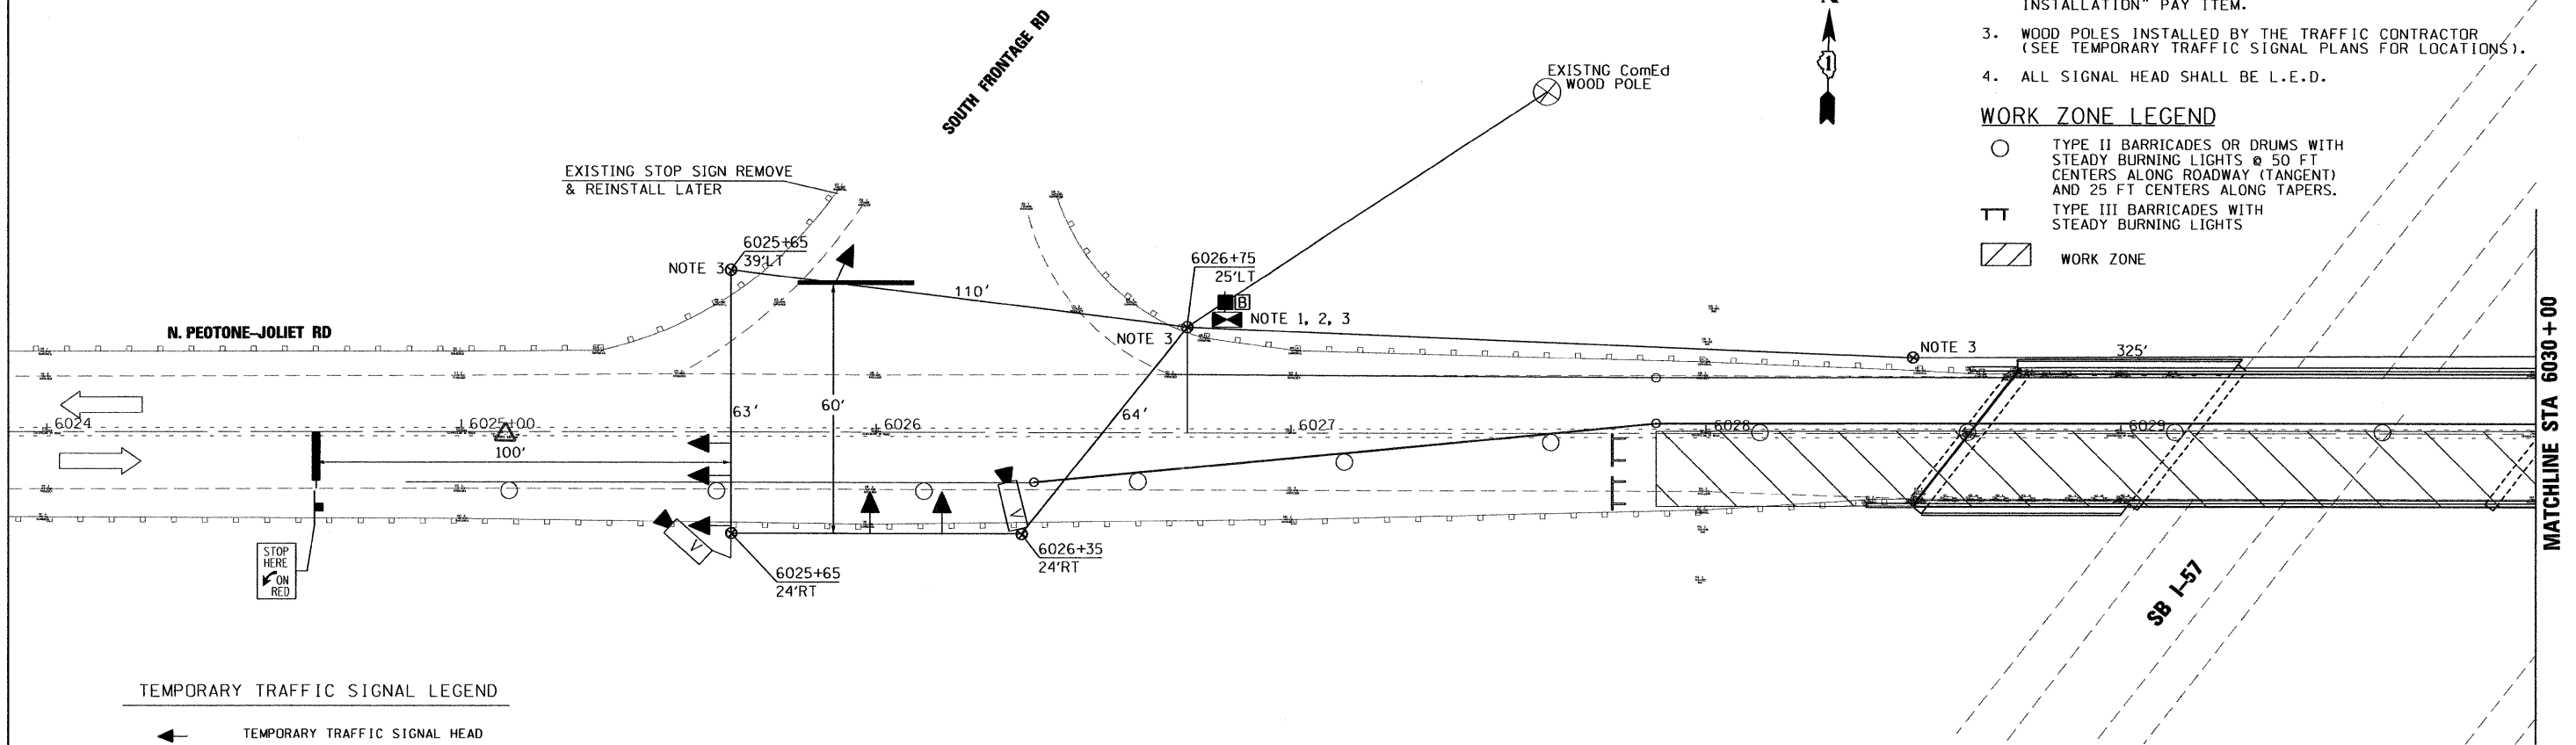 INSTALLATION" PAY ITEM.
3. WOOD POLES INSTALLED BY THE TRAFFIC CONTRACTOR
(SEE TEMPORARY TRAFFIC SIGNAL PLANS FOR LOCATIONS).
4. ALL SIGNAL HEAD SHALL BE L.E.D.
WORK ZONE LEGEND
TYPE II BARRICADES OR DRUMS WITH
STEADY BURNING LIGHTS @ 50 FT
CENTERS ALONG ROADWAY (TANGENT)
AND 25 FT CENTERS ALONG TAPERS.
TYPE III BARRICADES WITH
STEADY BURNING LIGHTS
WORK ZONE
1
SOUTH FRONTAGE RD
EXISTNG ComEd
WOOD POLE
EXISTING STOP SIGN REMOVE
& REINSTALL LATER
6025+65
39'LT
NOTE 3
110'
6026+75
25'LT
B
NOTE 1, 2, 3
NOTE 3
NOTE 3
325'
N. PEOTONE-JOLIET RD
63'
60'
64'
6024
6025+00
6026
6027
6028
6029
100'
MATCHLINE STA 6030+00
V
V
STOP
HERE
ON
RED
6025+65
24'RT
6026+35
24'RT
SB I-57
TEMPORARY TRAFFIC SIGNAL LEGEND
TEMPORARY TRAFFIC SIGNAL HEAD